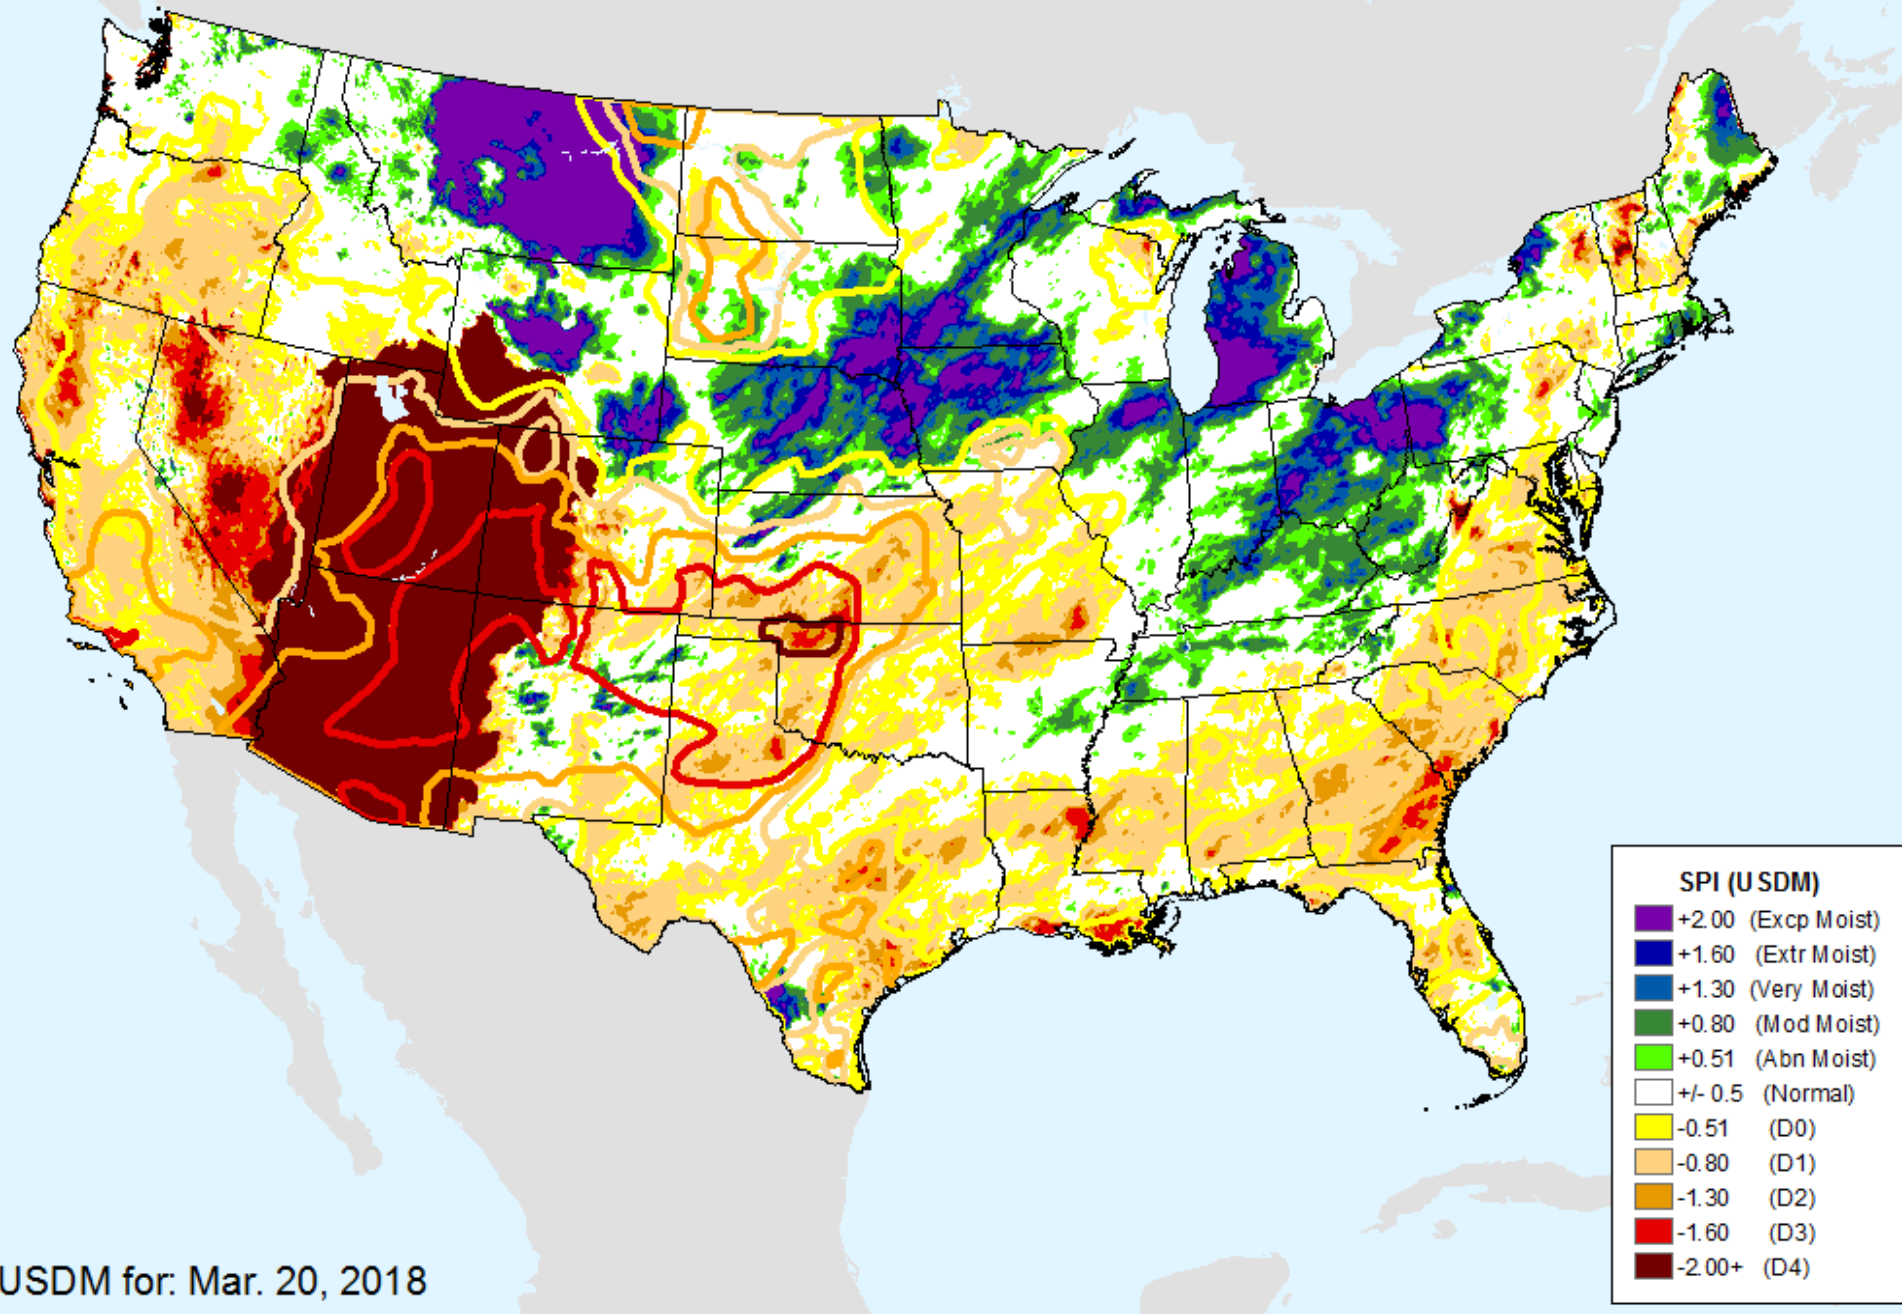 SPI (USDM)
+2.00 (Excp Moist)
+1.60 (Extr Moist)
+1.30 (Very Moist)
+0.80 (Mod Moist)
+0.51 (Abn Moist)
+/- 0.5 (Normal)
-0.51 (D0)
-0.80 (D1)
-1.30 (D2)
-1.60 (D3)
-2.00+ (D4)
USDM for: Mar. 20, 2018